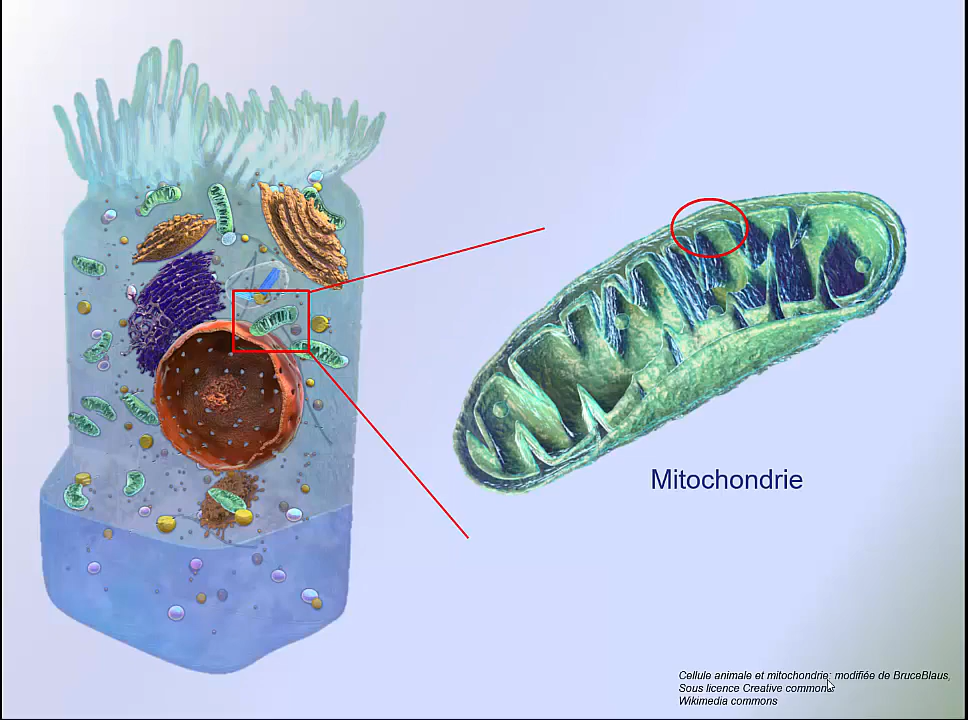 Mitochondrie
Cellule animale et mitochondrie: modifiée de BruceBlaus,
Sous licence Creative commons
Wikimedia commons